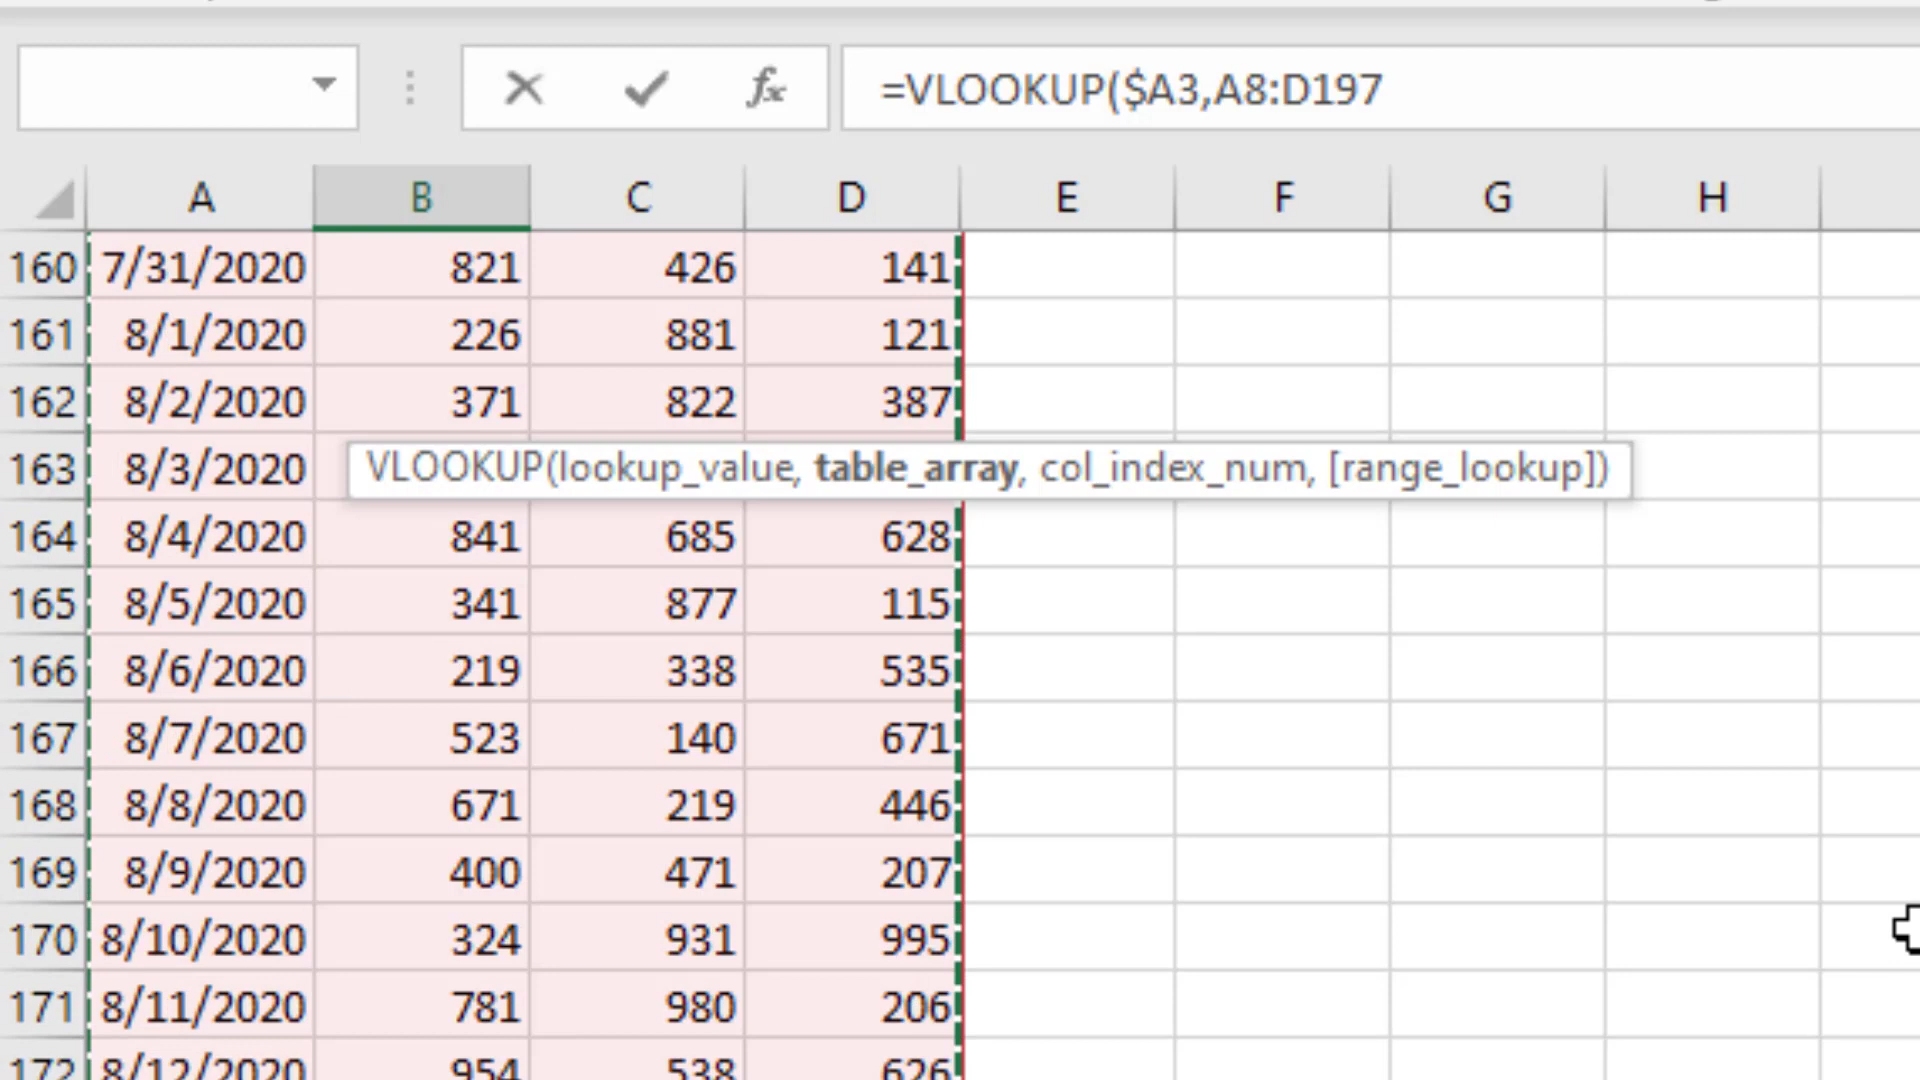 =VLOOKUP($A3,A8:D197
A B C D E F G H
160 7/31/2020 821 426 141
161 8/1/2020 226 881 121
162 8/2/2020 371 822 387
163 8/3/2020
VLOOKUP(lookup_value, table_array, col_index_num, [range_lookup])
164 8/4/2020 841 685 628
165 8/5/2020 341 877 115
166 8/6/2020 219 338 535
167 8/7/2020 523 140 671
168 8/8/2020 671 219 446
169 8/9/2020 400 471 207
170 8/10/2020 324 931 995
171 8/11/2020 781 980 206
172 8/12/2020 954 538 626